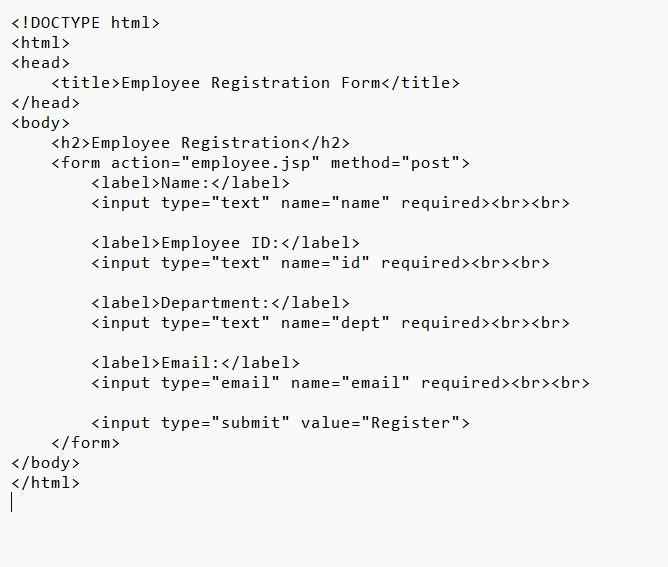 <!DOCTYPE html>
<html>
<head>
    <title>Employee Registration Form</title>
</head>
<body>
    <h2>Employee Registration</h2>
    <form action="employee.jsp" method="post">
        <label>Name:</label>
        <input type="text" name="name" required><br><br>

        <label>Employee ID:</label>
        <input type="text" name="id" required><br><br>

        <label>Department:</label>
        <input type="text" name="dept" required><br><br>

        <label>Email:</label>
        <input type="email" name="email" required><br><br>

        <input type="submit" value="Register">
    </form>
</body>
</html>